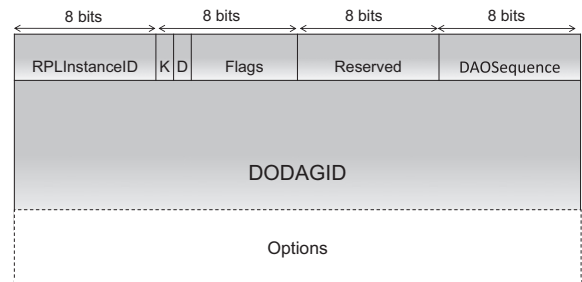 8 bits 8 bits 8 bits 8 bits
RPLInstanceID K D Flags Reserved DAOSequence
DODAGID
Options